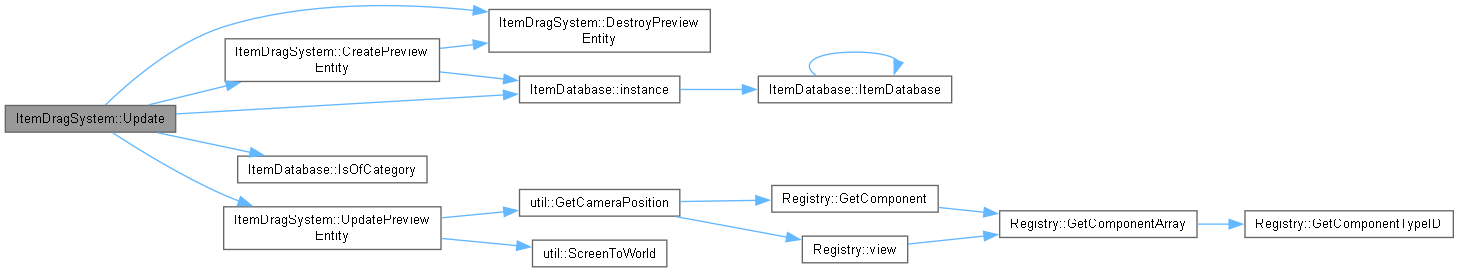 ItemDragSystem::Update
ItemDragSystem::CreatePreview
Entity
ItemDragSystem::DestroyPreview
Entity
ItemDatabase::instance
ItemDatabase::ItemDatabase
ItemDatabase::IsOfCategory
ItemDragSystem::UpdatePreview
Entity
util::GetCameraPosition
util::ScreenToWorld
Registry::GetComponent
Registry::view
Registry::GetComponentArray
Registry::GetComponentTypeID